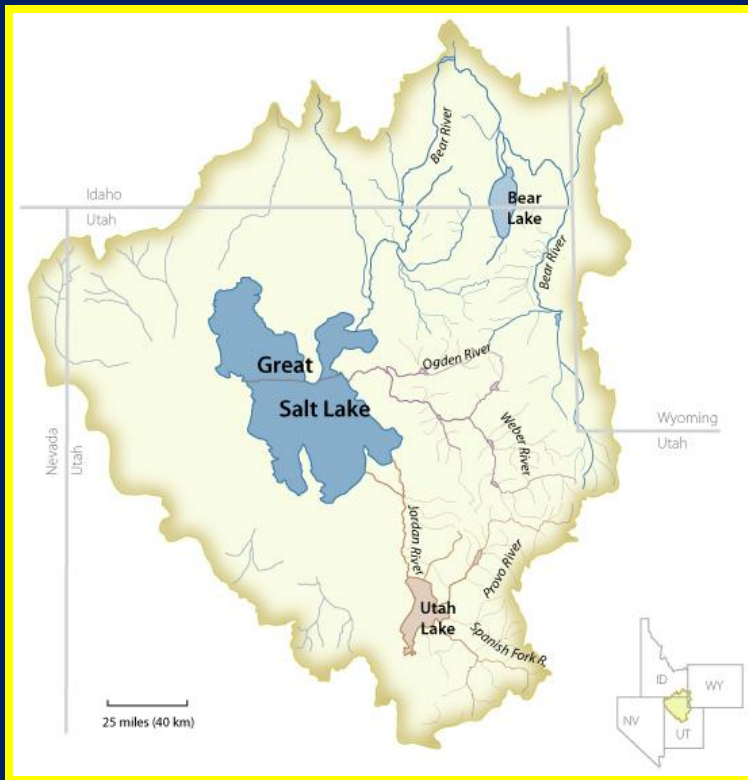 Bear River
Idaho
Utah
Bear
Lake
Bear River
Great
Salt Lake
Ogden River
Weber River
Wyoming
Utah
Nevada
Utah
Jordan River
Provo River
Utah
Lake
Spanish Fork R.
25 miles (40 km)
ID
WY
NV
UT